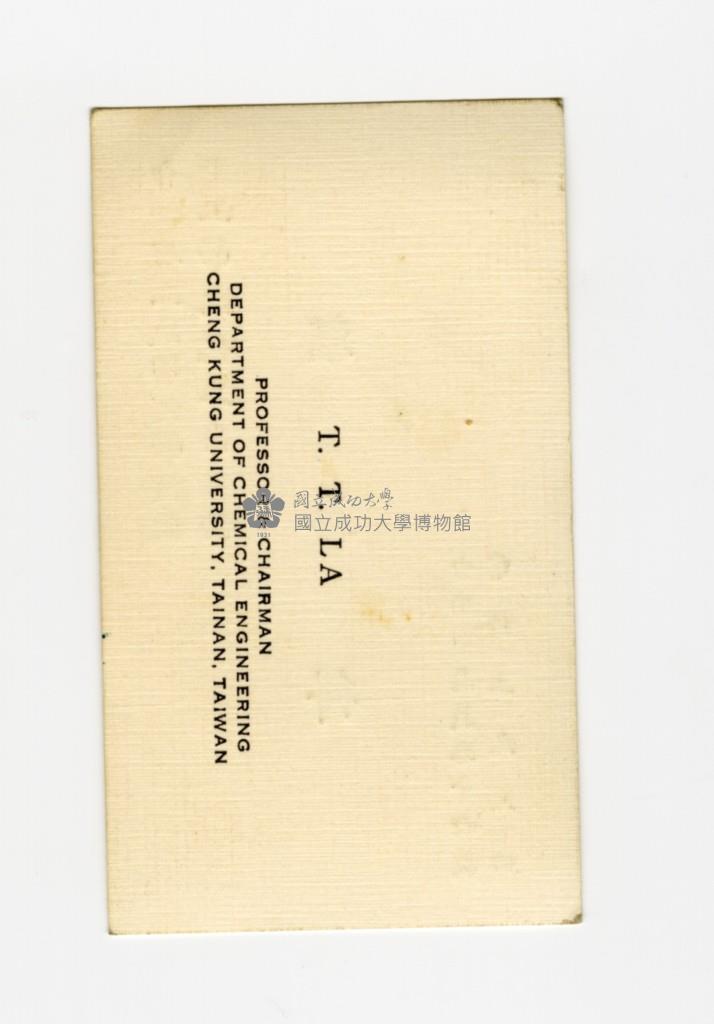 T. T. LA
PROFESSOR & CHAIRMAN
DEPARTMENT OF CHEMICAL ENGINEERING
CHENG KUNG UNIVERSITY, TAINAN, TAIWAN
國立成功大學
國立成功大學博物館
1931